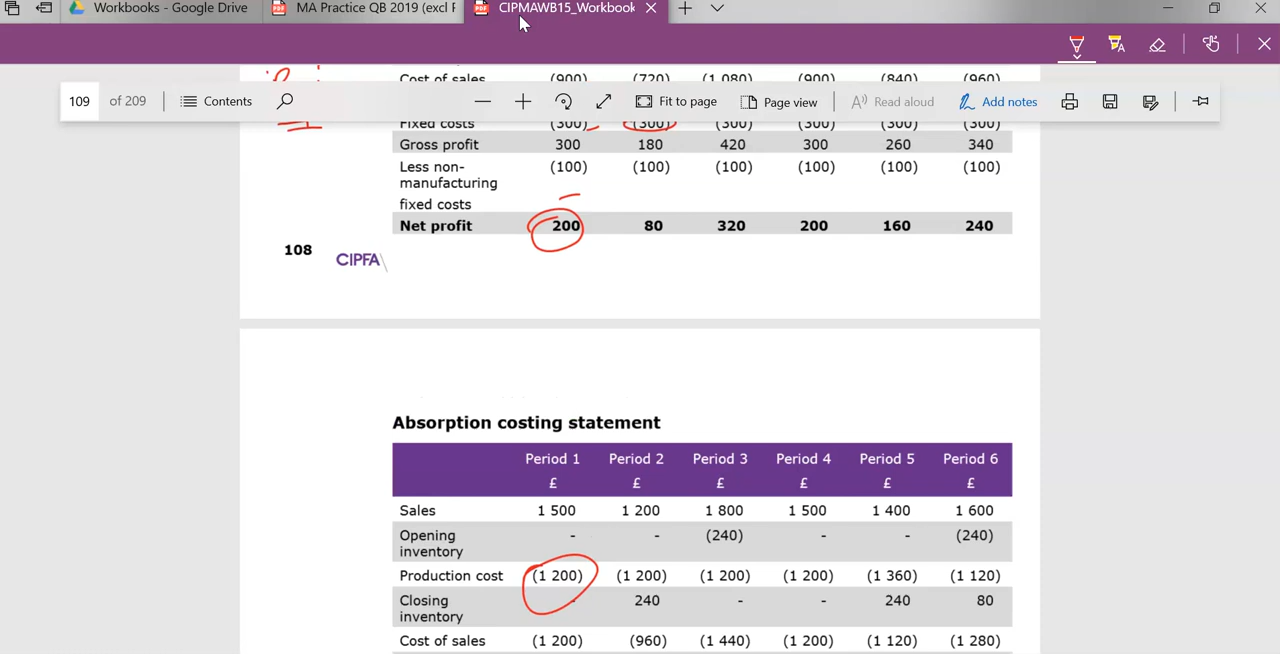 Workbooks - Google Drive
MA Practice QB 2019 (excl F
CIPMAWB15_Workbook
109 of 209 Contents Fit to page Page view Read aloud Add notes
Cost of sales (900) (720) (1 080) (900) (840) (960)
Fixed costs (300) (300) (300) (300) (300) (300)
Gross profit 300 180 420 300 260 340
Less non- (100) (100) (100) (100) (100) (100)
manufacturing
fixed costs
Net profit 200 80 320 200 160 240
108
CIPFA
Absorption costing statement
Period 1 Period 2 Period 3 Period 4 Period 5 Period 6
£ £ £ £ £ £
Sales 1 500 1 200 1 800 1 500 1 400 1 600
Opening - - (240) - - (240)
inventory
Production cost (1 200) (1 200) (1 200) (1 200) (1 360) (1 120)
Closing - 240 - - 240 80
inventory
Cost of sales (1 200) (960) (1 440) (1 200) (1 120) (1 280)